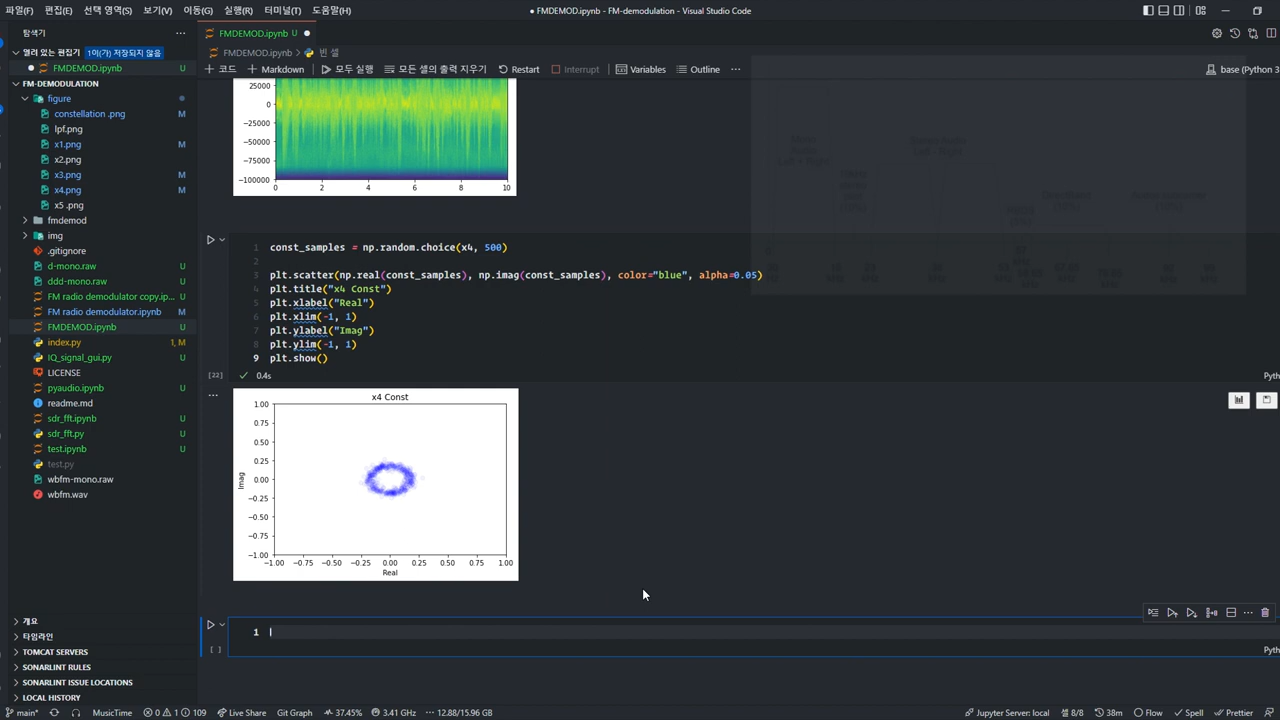 파일(F) 편집(E) 선택 영역(S) 보기(V) 이동(G) 실행(R) 터미널(T) 도움말(H)
● FMDEMOD.ipynb - FM-demodulation - Visual Studio Code
탐색기
열려 있는 편집기 1이(가) 저장되지 않음
FMDEMOD.ipynb U
FM-DEMODULATION
figure
constellation .png M
lpf.png
x1.png M
x2.png
x3.png M
x4.png M
x5 .png
fmdemod
img
.gitignore
d-mono.raw U
ddd-mono.raw U
FM radio demodulator copy.ip... U
FM radio demodulator.ipynb M
FMDEMOD.ipynb U
index.py 1, M
IQ_signal_gui.py U
LICENSE
pyaudio.ipynb U
readme.md
sdr_fft.ipynb U
sdr_fft.py U
test.ipynb U
test.py
wbfm-mono.raw
wbfm.wav
개요
타임라인
TOMCAT SERVERS
SONARLINT RULES
SONARLINT ISSUE LOCATIONS
LOCAL HISTORY
FMDEMOD.ipynb U ●
FMDEMOD.ipynb > 빈 셀
+ 코드 + Markdown 모두 실행 모든 셀의 출력 지우기 Restart Interrupt Variables Outline ...
base (Python 3
25000
0
−25000
−50000
−75000
−100000
0 2 4 6 8 10
1 const_samples = np.random.choice(x4, 500)
2
3 plt.scatter(np.real(const_samples), np.imag(const_samples), color="blue", alpha=0.05)
4 plt.title("x4 Const")
5 plt.xlabel("Real")
6 plt.xlim(-1, 1)
7 plt.ylabel("Imag")
8 plt.ylim(-1, 1)
9 plt.show()
[22] 0.4s
Pyth
x4 Const
1.00
0.75
0.50
0.25
0.00
−0.25
−0.50
−0.75
−1.00
Imag
−1.00 −0.75 −0.50 −0.25 0.00 0.25 0.50 0.75 1.00
Real
1
[ ]
Pyth
main* MusicTime 0 1 109 Live Share Git Graph 37.45% 3.41 GHz 12.88/15.96 GB Jupyter Server: local 셀 8/8 38m Flow Spell Prettier